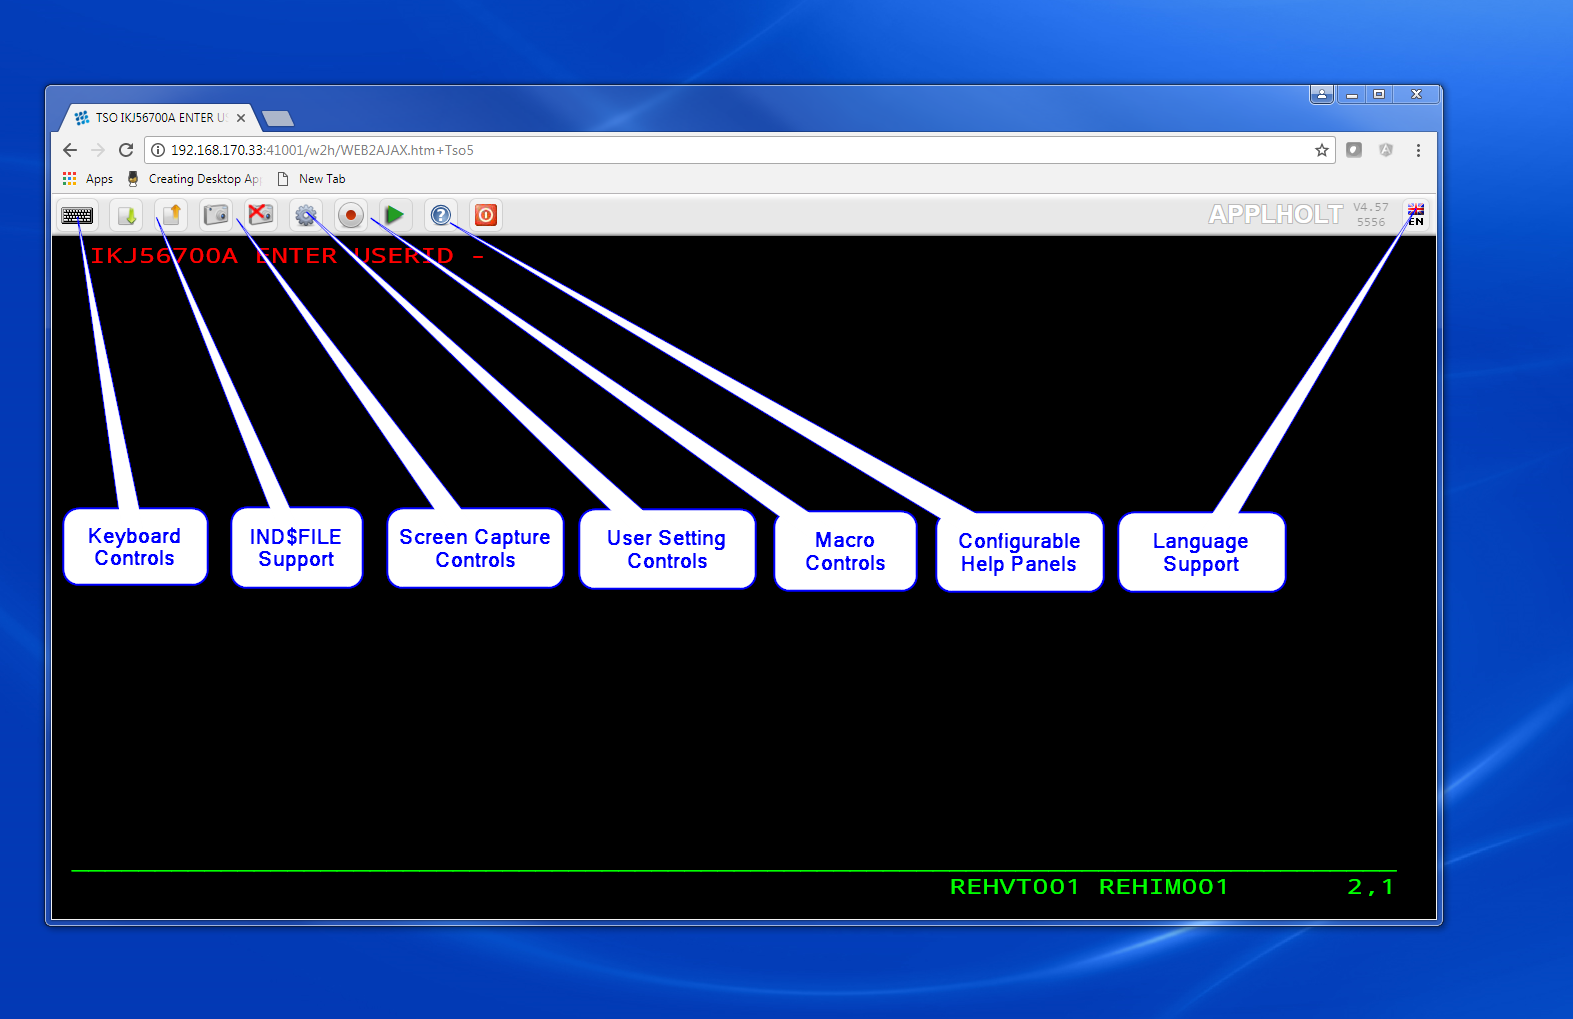 TSO IKJ56700A ENTER U
192.168.170.33:41001/w2h/WEB2AJAX.htm+Tso5
Apps Creating Desktop Ap New Tab
APPLHOLT V4.57
5556
EN
IKJ56700A ENTER USERID -
Keyboard
Controls
IND$FILE
Support
Screen Capture
Controls
User Setting
Controls
Macro
Controls
Configurable
Help Panels
Language
Support
REHVT001 REHIM001 2,1